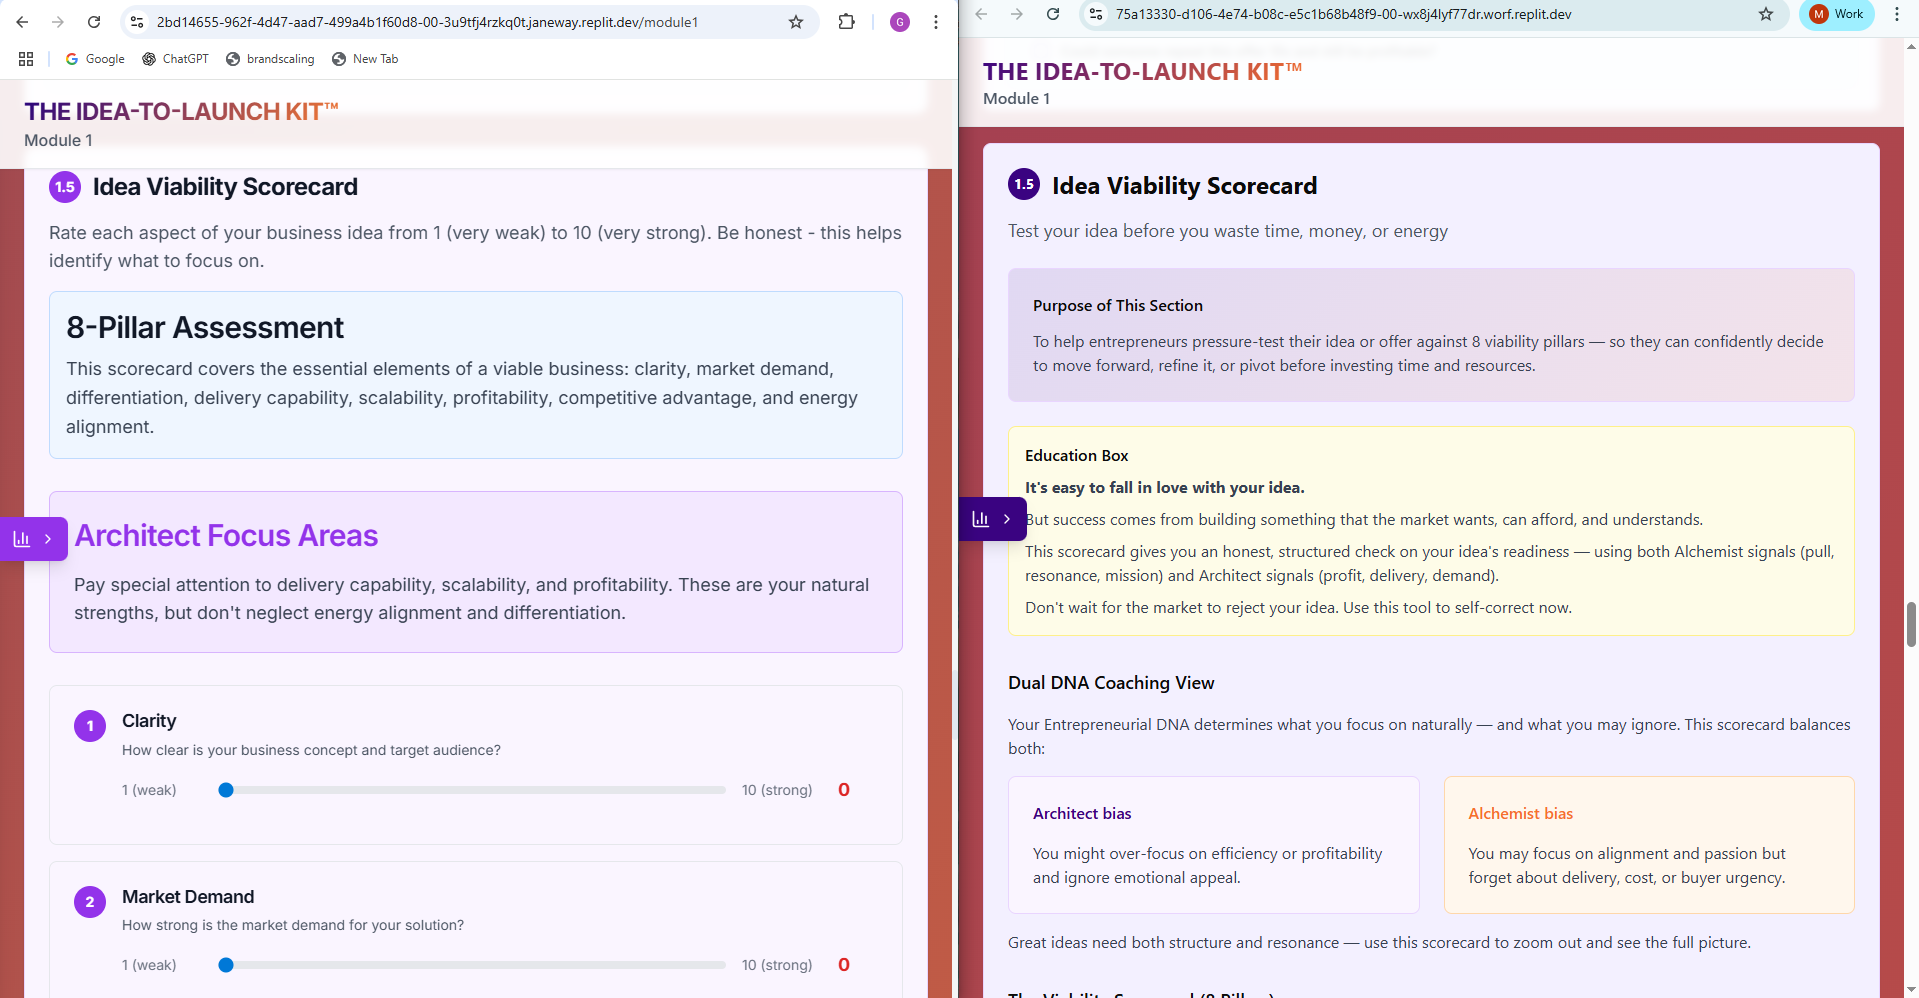 2bd14655-962f-4d47-aad7-499a4b1f60d8-00-3u9tfj4rzkq0t.janeway.replit.dev/module1
G
Google
ChatGPT
brandscaling
New Tab
THE IDEA-TO-LAUNCH KIT™
Module 1
1.5 Idea Viability Scorecard
Rate each aspect of your business idea from 1 (very weak) to 10 (very strong). Be honest - this helps
identify what to focus on.
8-Pillar Assessment
This scorecard covers the essential elements of a viable business: clarity, market demand,
differentiation, delivery capability, scalability, profitability, competitive advantage, and energy
alignment.
Architect Focus Areas
Pay special attention to delivery capability, scalability, and profitability. These are your natural
strengths, but don't neglect energy alignment and differentiation.
1 Clarity
How clear is your business concept and target audience?
1 (weak) 10 (strong) 0
2 Market Demand
How strong is the market demand for your solution?
1 (weak) 10 (strong) 0
75a13330-d106-4e74-b08c-e5c1b68b48f9-00-wx8j4lyf77dr.worf.replit.dev
M Work
THE IDEA-TO-LAUNCH KIT™
Module 1
1.5 Idea Viability Scorecard
Test your idea before you waste time, money, or energy
Purpose of This Section
To help entrepreneurs pressure-test their idea or offer against 8 viability pillars — so they can confidently decide
to move forward, refine it, or pivot before investing time and resources.
Education Box
It's easy to fall in love with your idea.
But success comes from building something that the market wants, can afford, and understands.
This scorecard gives you an honest, structured check on your idea's readiness — using both Alchemist signals (pull,
resonance, mission) and Architect signals (profit, delivery, demand).
Don't wait for the market to reject your idea. Use this tool to self-correct now.
Dual DNA Coaching View
Your Entrepreneurial DNA determines what you focus on naturally — and what you may ignore. This scorecard balances
both:
Architect bias
You might over-focus on efficiency or profitability
and ignore emotional appeal.
Alchemist bias
You may focus on alignment and passion but
forget about delivery, cost, or buyer urgency.
Great ideas need both structure and resonance — use this scorecard to zoom out and see the full picture.
The Viability Scorecard (8 Pillars)